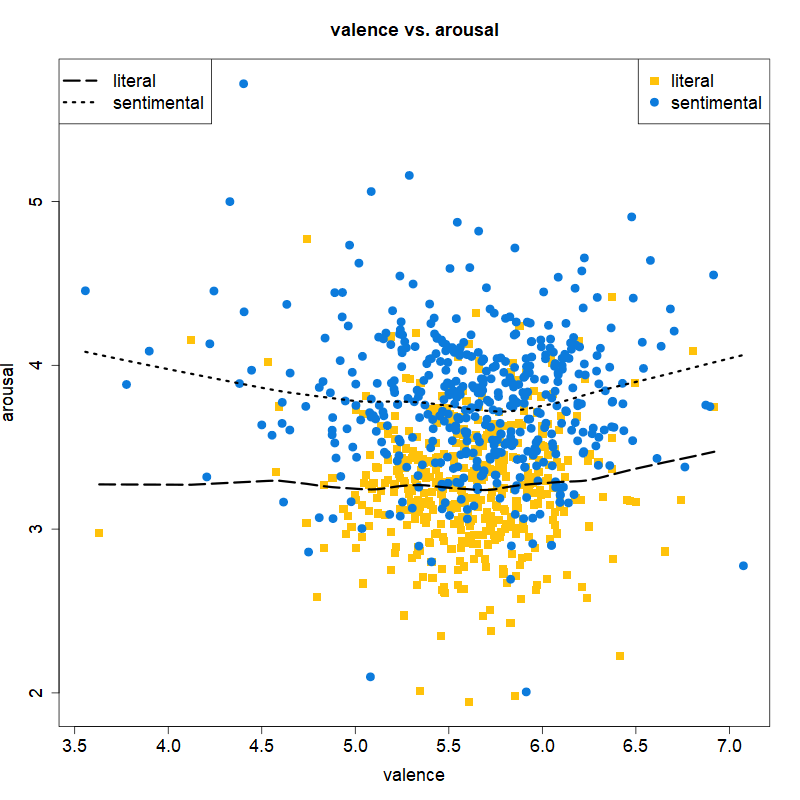 valence vs. arousal
literal
sentimental
literal
sentimental
arousal
5
4
3
2
3.5 4.0 4.5 5.0 5.5 6.0 6.5 7.0
valence